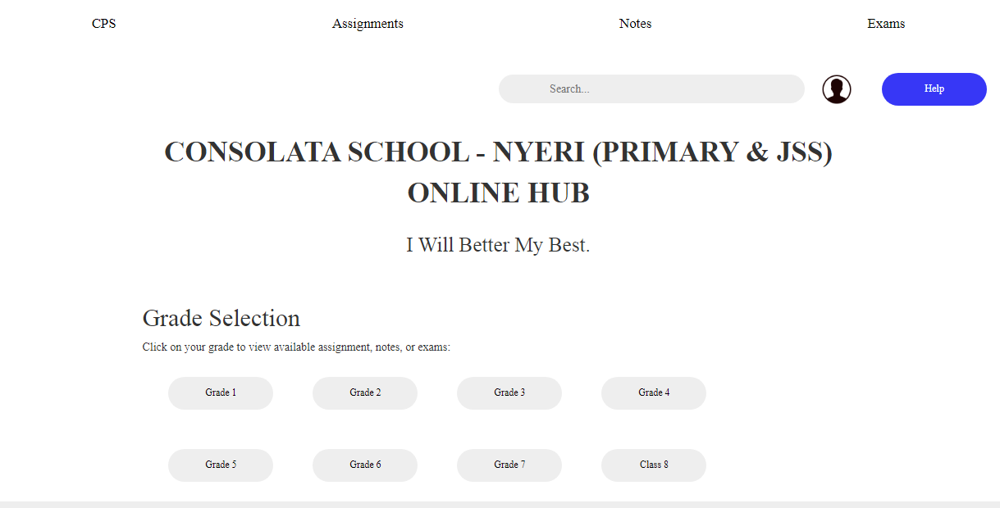 CPS Assignments Notes Exams
Search... Help
CONSOLATA SCHOOL - NYERI (PRIMARY & JSS)
ONLINE HUB
I Will Better My Best.
Grade Selection
Click on your grade to view available assignment, notes, or exams:
Grade 1 Grade 2 Grade 3 Grade 4
Grade 5 Grade 6 Grade 7 Class 8